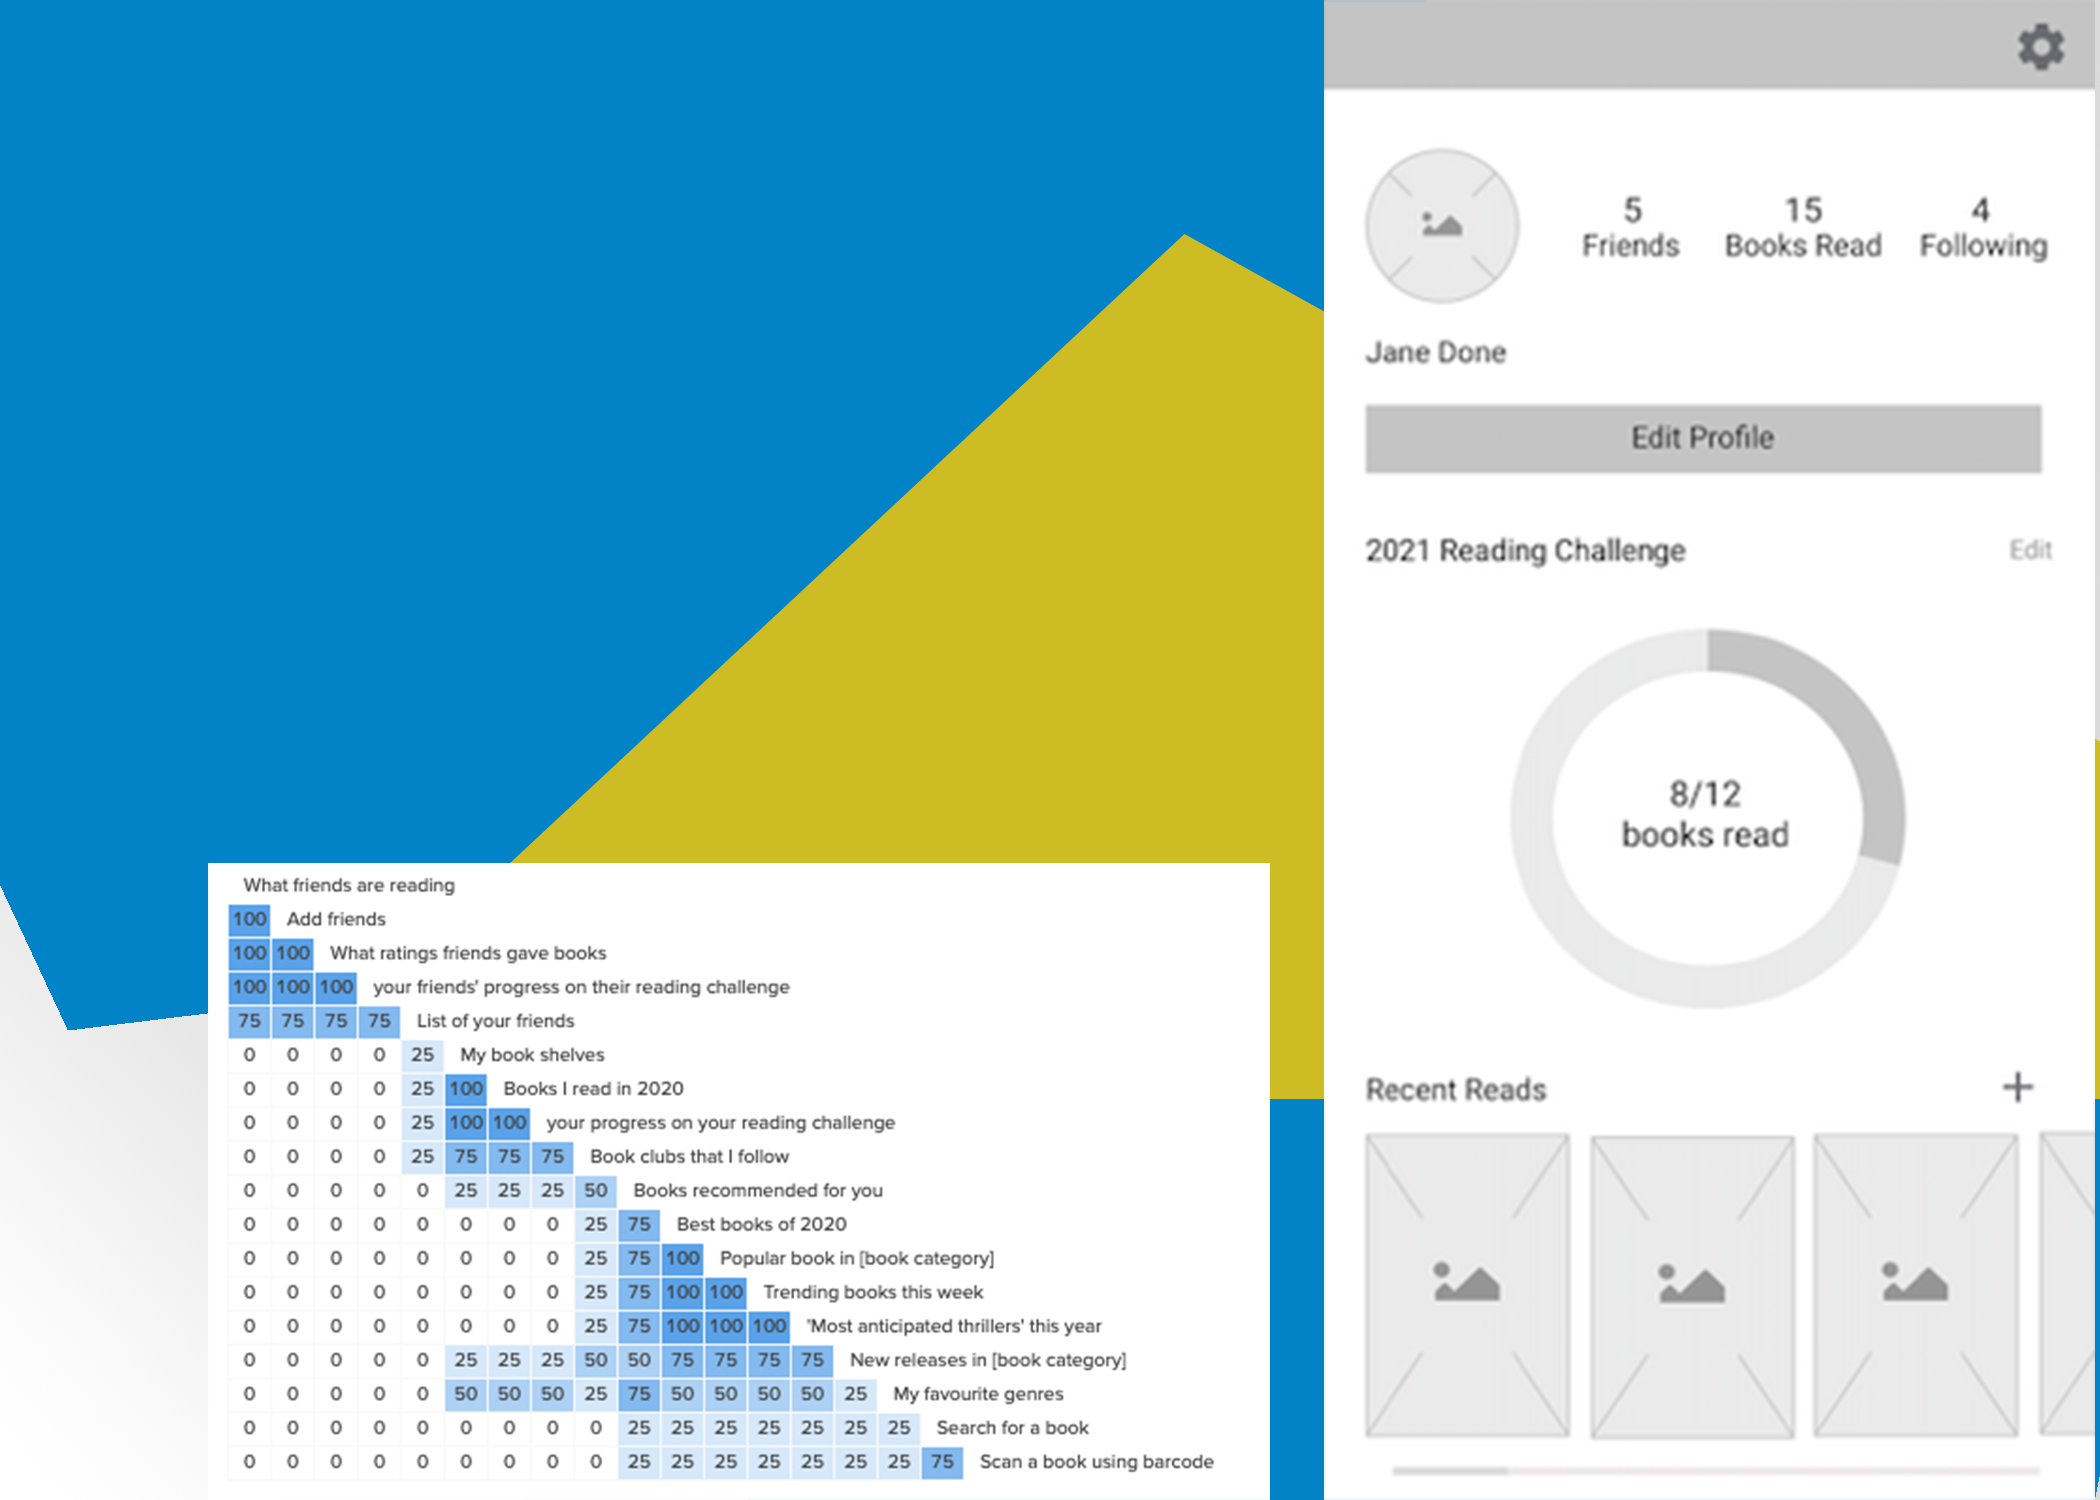 What friends are reading
100 Add friends
100 100 What ratings friends gave books
100 100 100 your friends' progress on their reading challenge
75 75 75 75 List of your friends
0 0 0 0 25 My book shelves
0 0 0 0 25 100 Books I read in 2020
0 0 0 0 25 100 100 your progress on your reading challenge
0 0 0 0 25 75 75 75 Book clubs that I follow
0 0 0 0 0 25 25 25 50 Books recommended for you
0 0 0 0 0 0 0 0 25 75 Best books of 2020
0 0 0 0 0 0 0 0 25 75 100 Popular book in [book category]
0 0 0 0 0 0 0 0 25 75 100 100 Trending books this week
0 0 0 0 0 0 0 0 25 75 100 100 100 'Most anticipated thrillers' this year
0 0 0 0 0 25 25 25 50 50 75 75 75 75 New releases in [book category]
0 0 0 0 0 50 50 50 25 75 50 50 50 50 25 My favourite genres
0 0 0 0 0 0 0 0 0 25 25 25 25 25 25 25 Search for a book
0 0 0 0 0 0 0 0 0 25 25 25 25 25 25 25 75 Scan a book using barcode
5 15 4
Friends Books Read Following
Jane Done
Edit Profile
2021 Reading Challenge Edit
8/12
books read
Recent Reads +